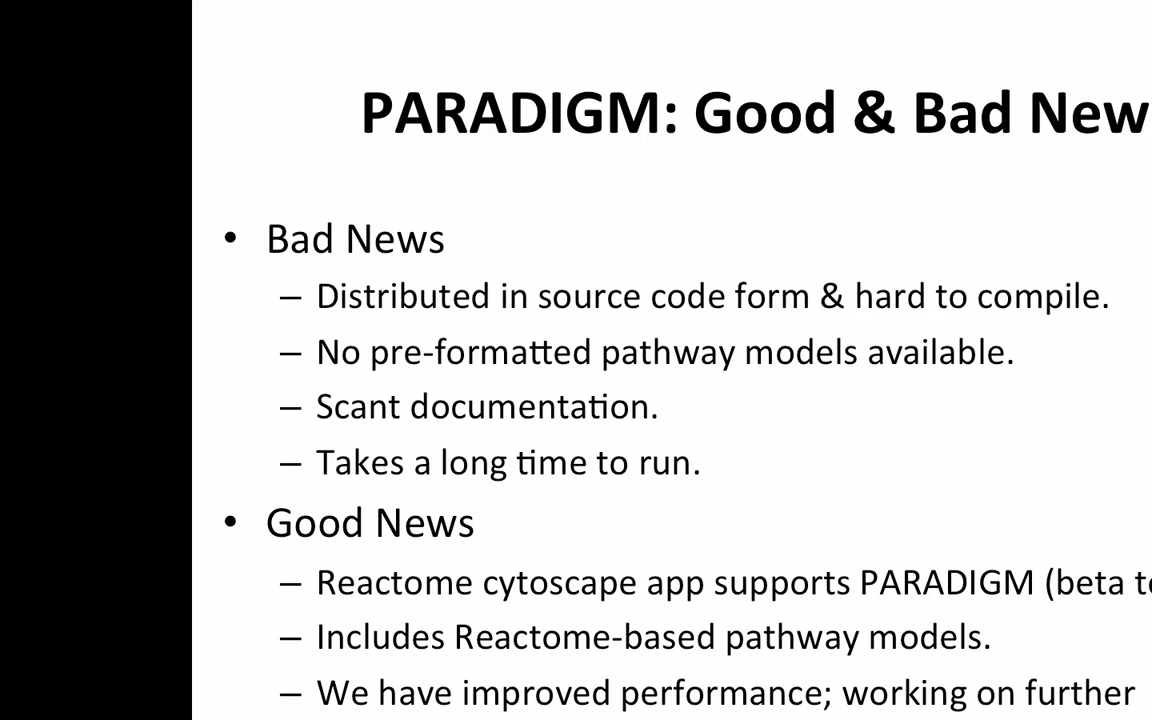 PARADIGM: Good & Bad New
• Bad News
– Distributed in source code form & hard to compile.
– No pre-formatted pathway models available.
– Scant documentation.
– Takes a long time to run.
• Good News
– Reactome cytoscape app supports PARADIGM (beta
– Includes Reactome-based pathway models.
– We have improved performance; working on further